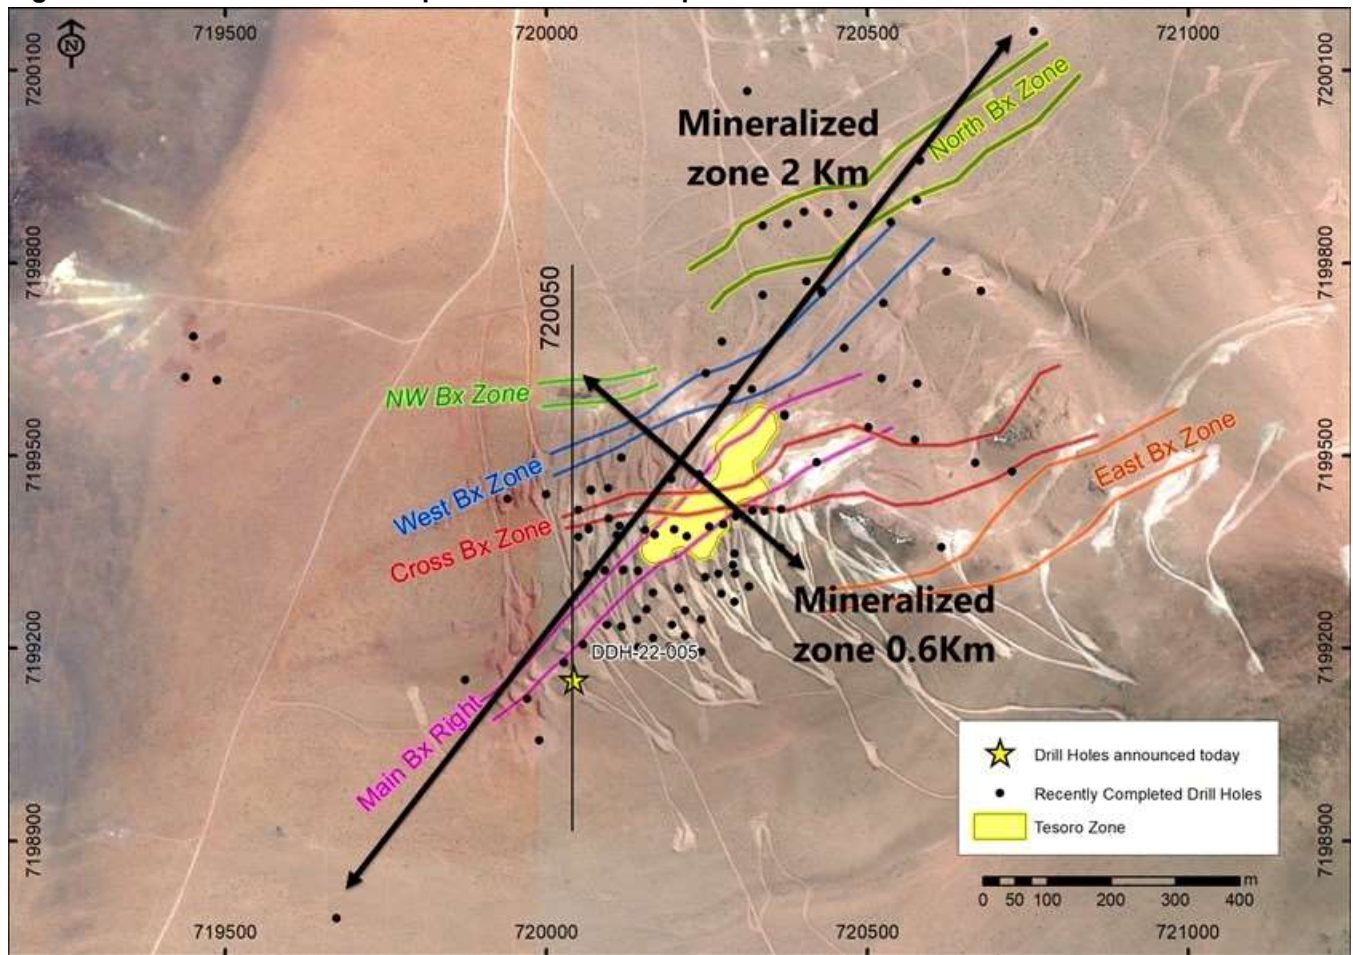 719500
720000
720500
721000
N
7200100
7200100
Mineralized
zone 2 Km
North Bx Zone
7199800
7199800
720050
NW Bx Zone
7199500
7199500
West Bx Zone
East Bx Zone
Cross Bx Zone
Mineralized
zone 0.6Km
7199200
7199200
DDH-22-005
Main Bx Right
Drill Holes announced today
Recently Completed Drill Holes
Tesoro Zone
7198900
7198900
m
0 50 100 200 300 400
719500
720000
720500
721000